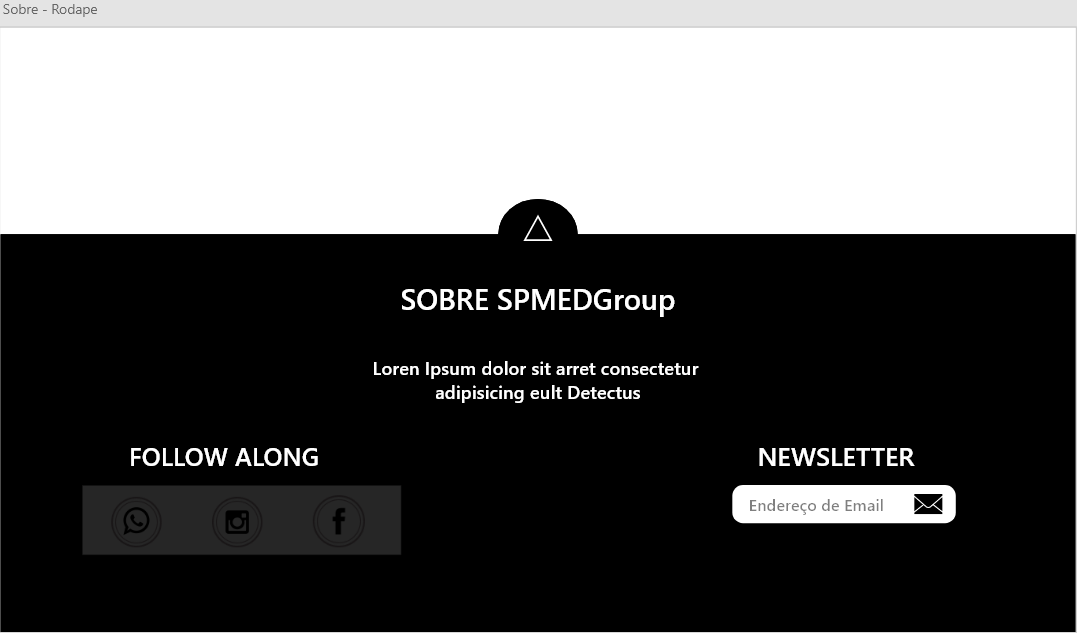 Sobre - Rodape
SOBRE SPMEDGroup
Loren Ipsum dolor sit arret consectetur
adipisicing eult Detectus
FOLLOW ALONG
NEWSLETTER
Endereço de Email